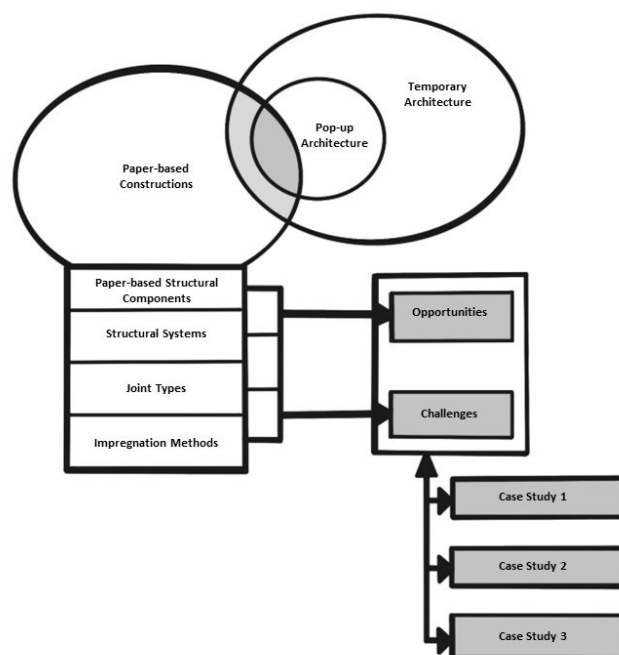 Temporary
Architecture
Pop-up
Architecture
Paper-based
Constructions
Paper-based Structural
Components
Structural Systems
Joint Types
Impregnation Methods
Opportunities
Challenges
Case Study 1
Case Study 2
Case Study 3